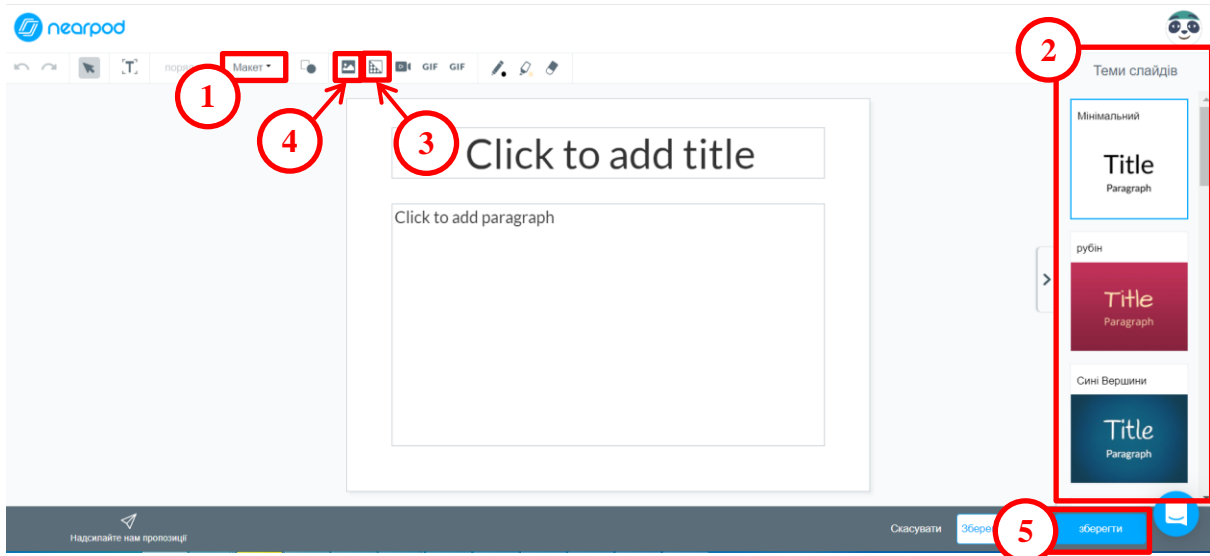 nearpod
Макет
GIF GIF
1
2
3
4
5
Теми слайдів
Мінімальний
Title
Paragraph
рубін
Title
Paragraph
Сині Вершини
Title
Paragraph
Click to add title
Click to add paragraph
Надсилайте нам пропозиції
Скасувати
зберегти